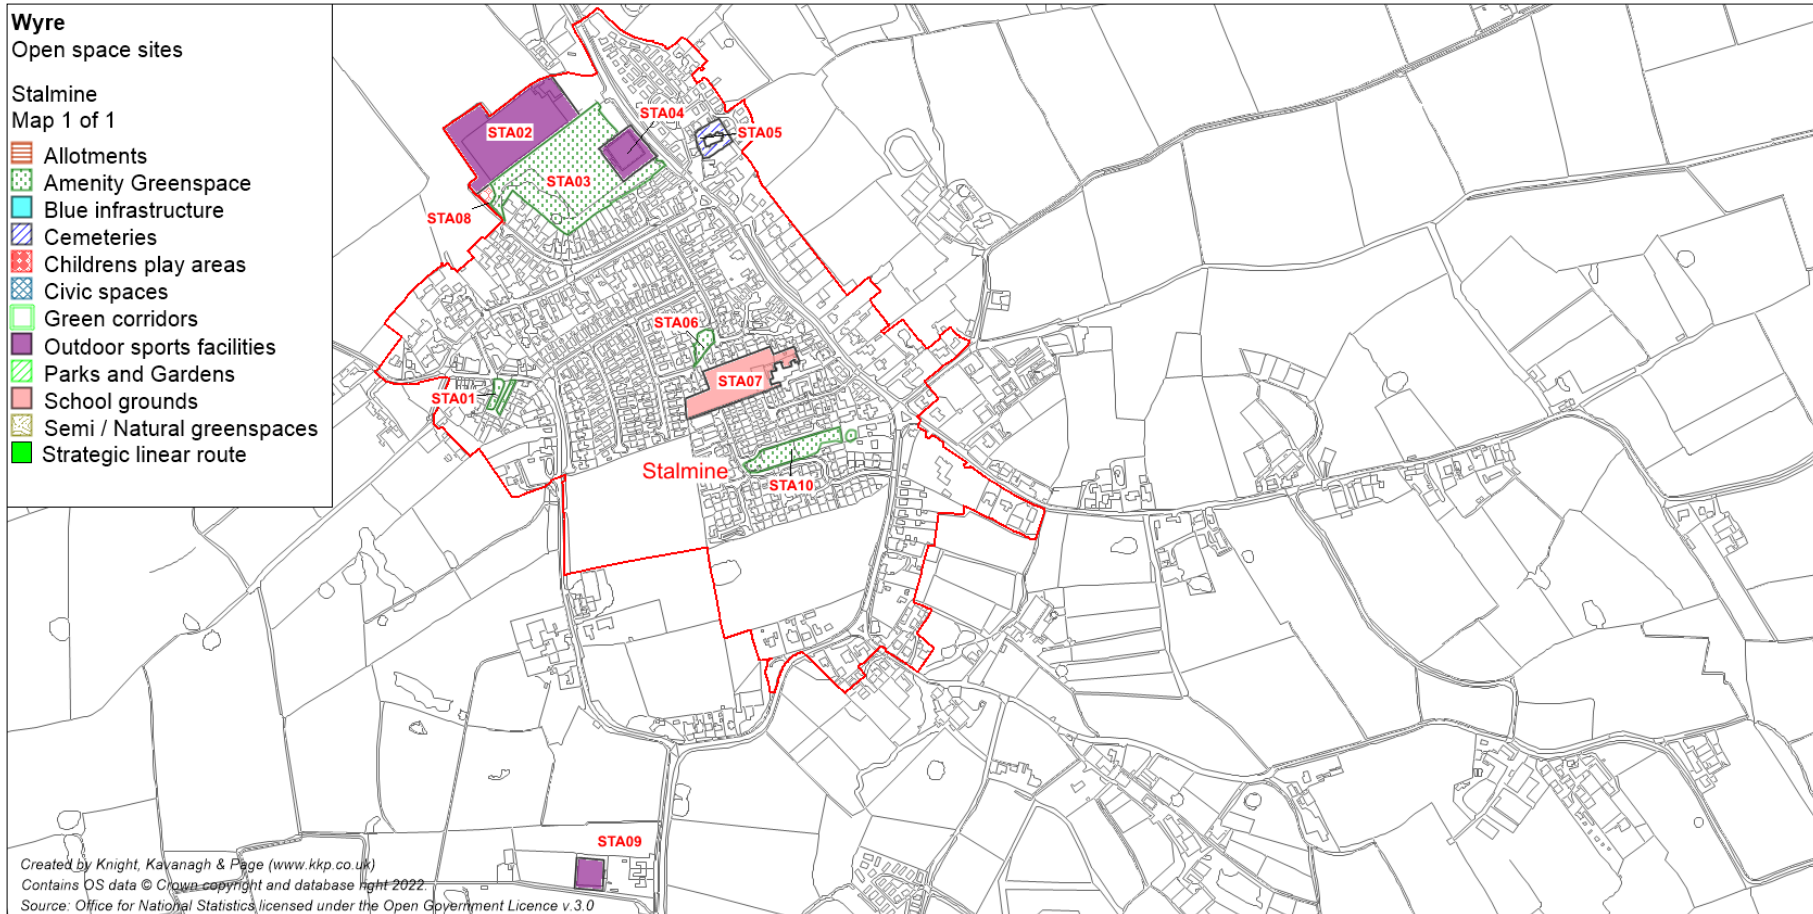 Wyre
Open space sites
Stalmine
Map 1 of 1
Allotments
Amenity Greenspace
Blue infrastructure
Cemeteries
Childrens play areas
Civic spaces
Green corridors
Outdoor sports facilities
Parks and Gardens
School grounds
Semi / Natural greenspaces
Strategic linear route
STA04
STA02
STA05
STA03
STA08
STA06
STA07
STA01
Stalmine
STA10
STA09
Created by Knight, Kavanagh & Page (www.kkp.co.uk)
Contains OS data © Crown copyright and database right 2022.
Source: Office for National Statistics licensed under the Open Government Licence v.3.0